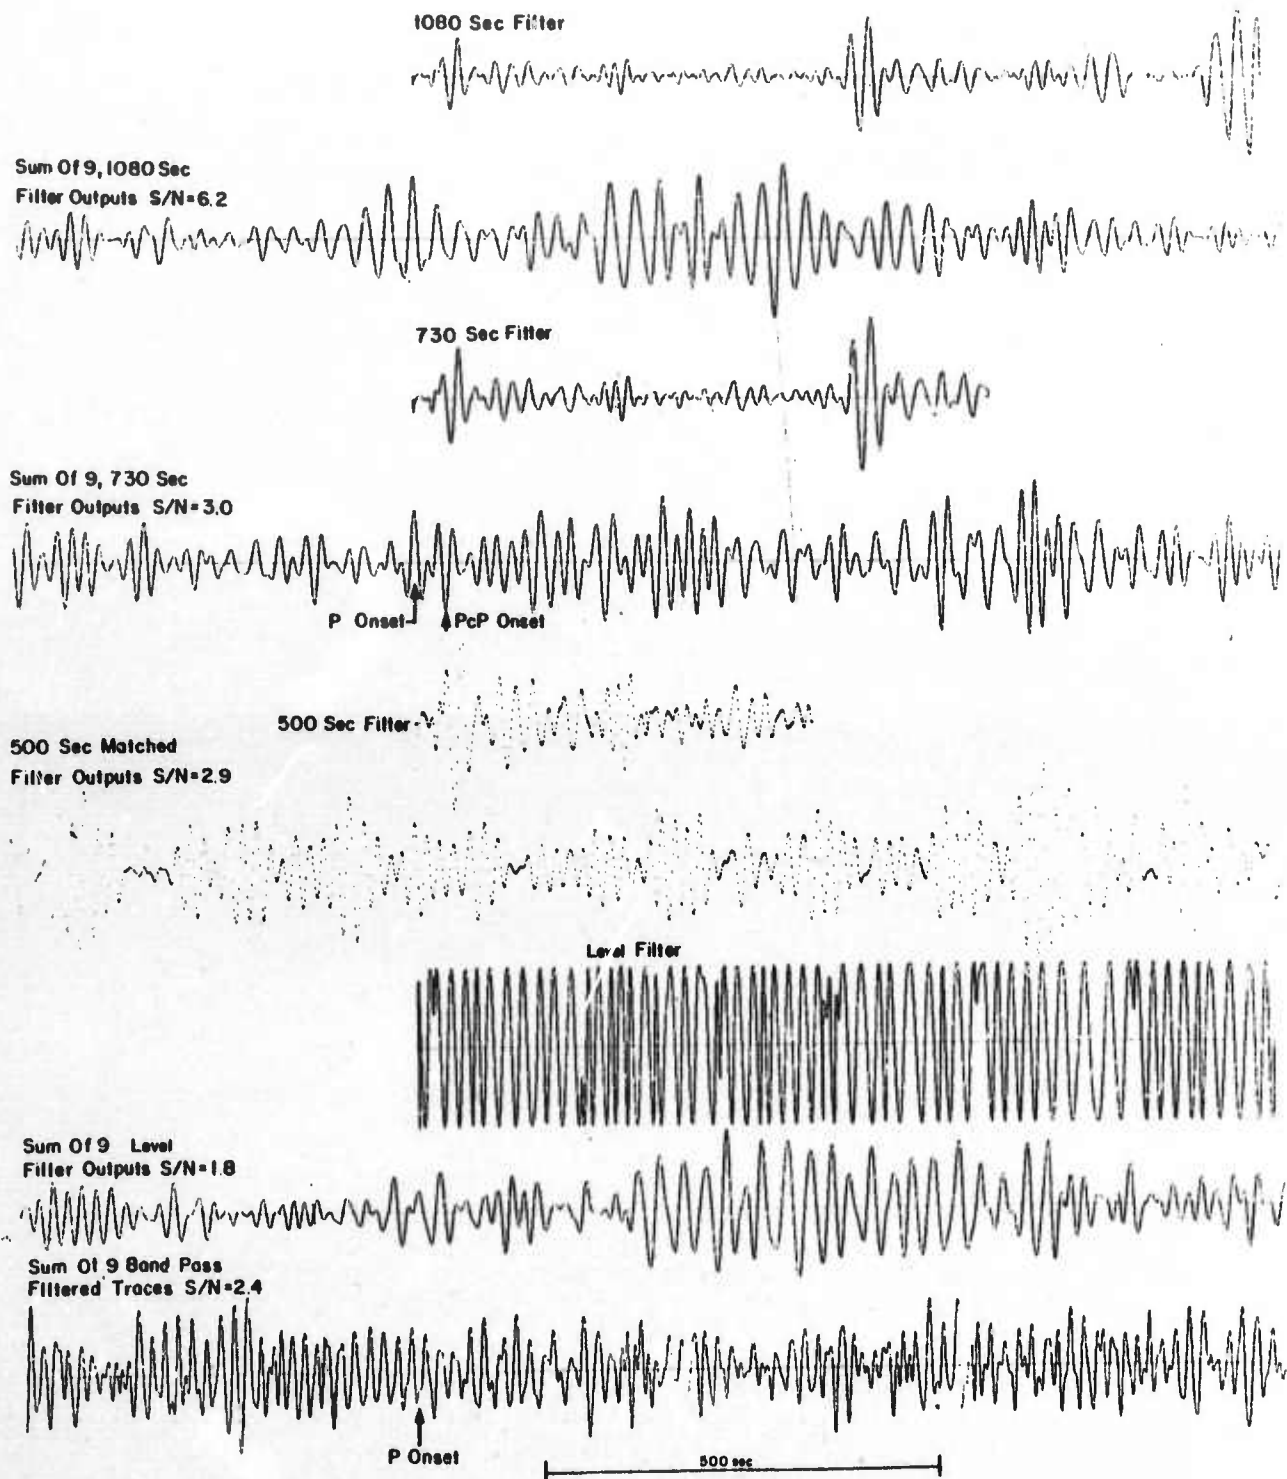 1080 Sec Filter
Sum Of 9, 1080 Sec
Filter Outputs S/N=6.2
730 Sec Filter
Sum Of 9, 730 Sec
Filter Outputs S/N=3.0
P Onset
PcP Onset
500 Sec Filter
500 Sec Matched
Filter Outputs S/N=2.9
Level Filter
Sum Of 9 Level
Filter Outputs S/N=1.8
Sum Of 9 Band Pass
Filtered Traces S/N=2.4
P Onset
500 sec